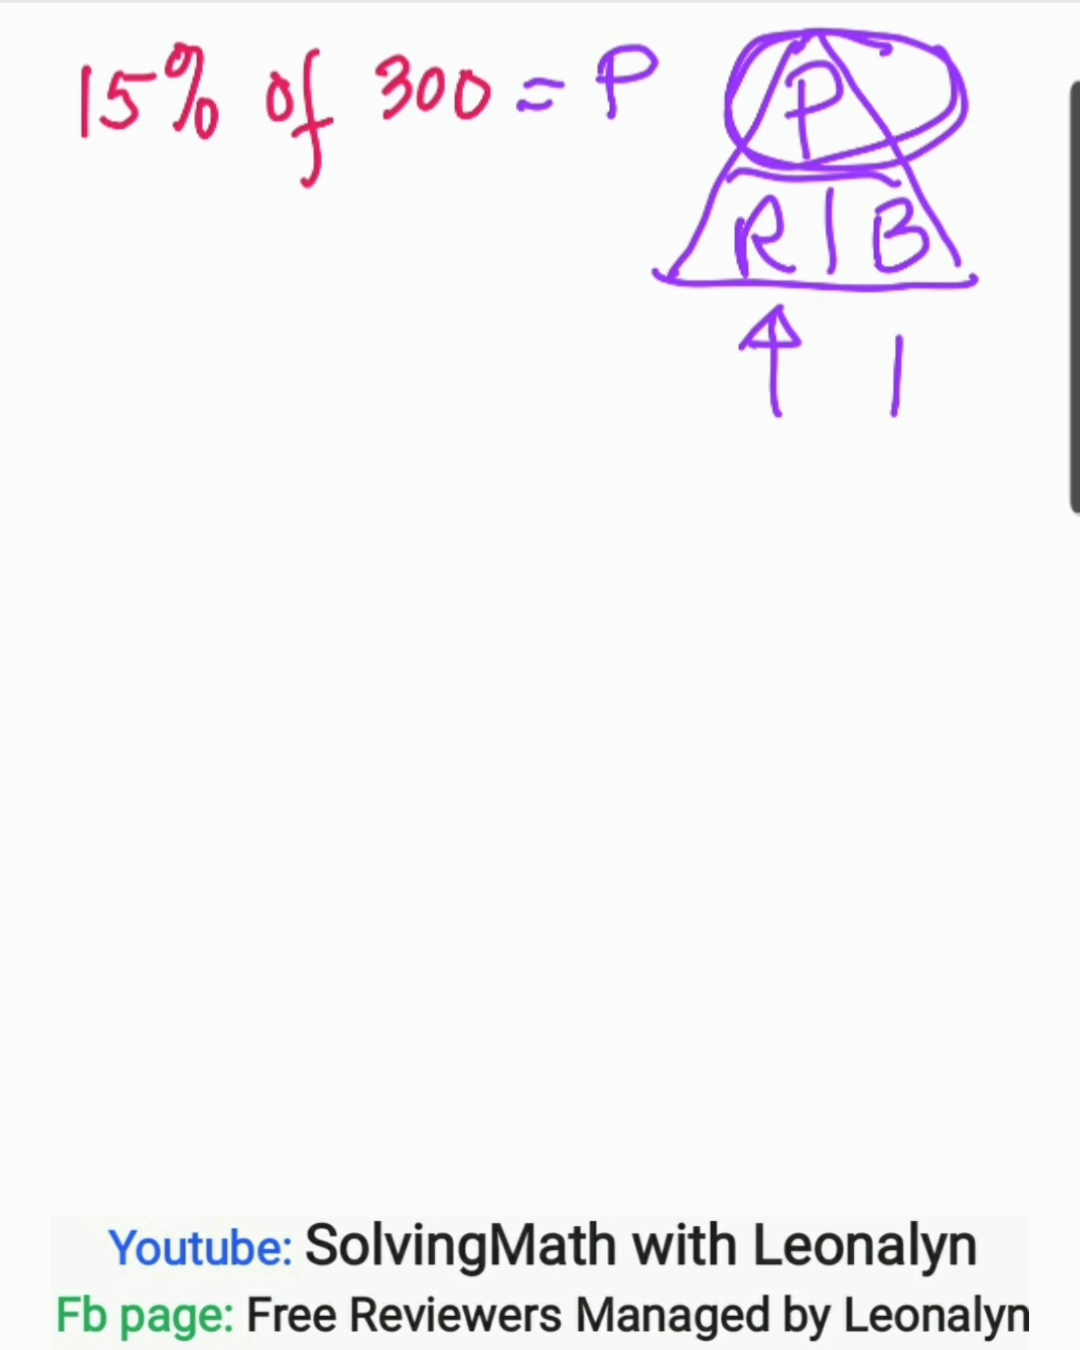 15% of 300 = P
P
R | B
Youtube: SolvingMath with Leonalyn
Fb page: Free Reviewers Managed by Leonalyn